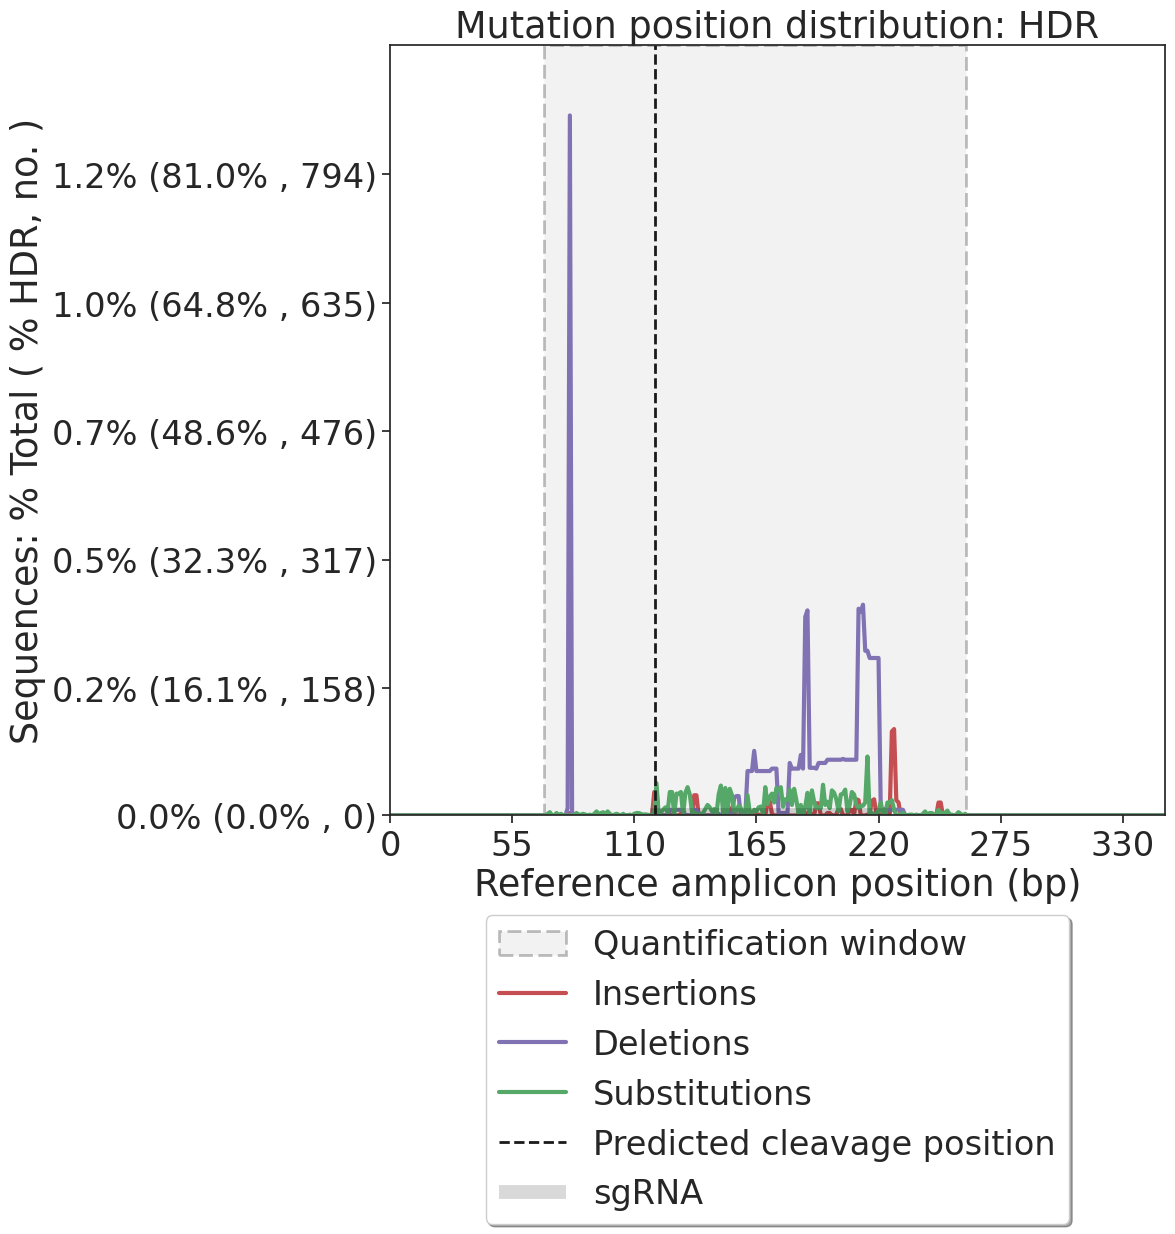 Mutation position distribution: HDR
Sequences: % Total ( % HDR, no. )
1.2% (81.0% , 794)
1.0% (64.8% , 635)
0.7% (48.6% , 476)
0.5% (32.3% , 317)
0.2% (16.1% , 158)
0.0% (0.0% , 0)
0 55 110 165 220 275 330
Reference amplicon position (bp)
Quantification window
Insertions
Deletions
Substitutions
Predicted cleavage position
sgRNA